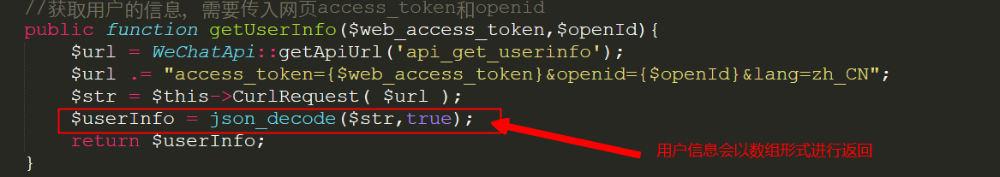 //获取用户的信息, 需要传入网页access_token和openid
public function getUserInfo($web_access_token,$openId){
$url = WeChatApi::getApiUrl('api_get_userinfo');
$url .= "access_token={$web_access_token}&openid={$openId}&lang=zh_CN";
$str = $this->CurlRequest( $url );
$userInfo = json_decode($str,true);
return $userInfo;
用户信息会以数组形式进行返回
}